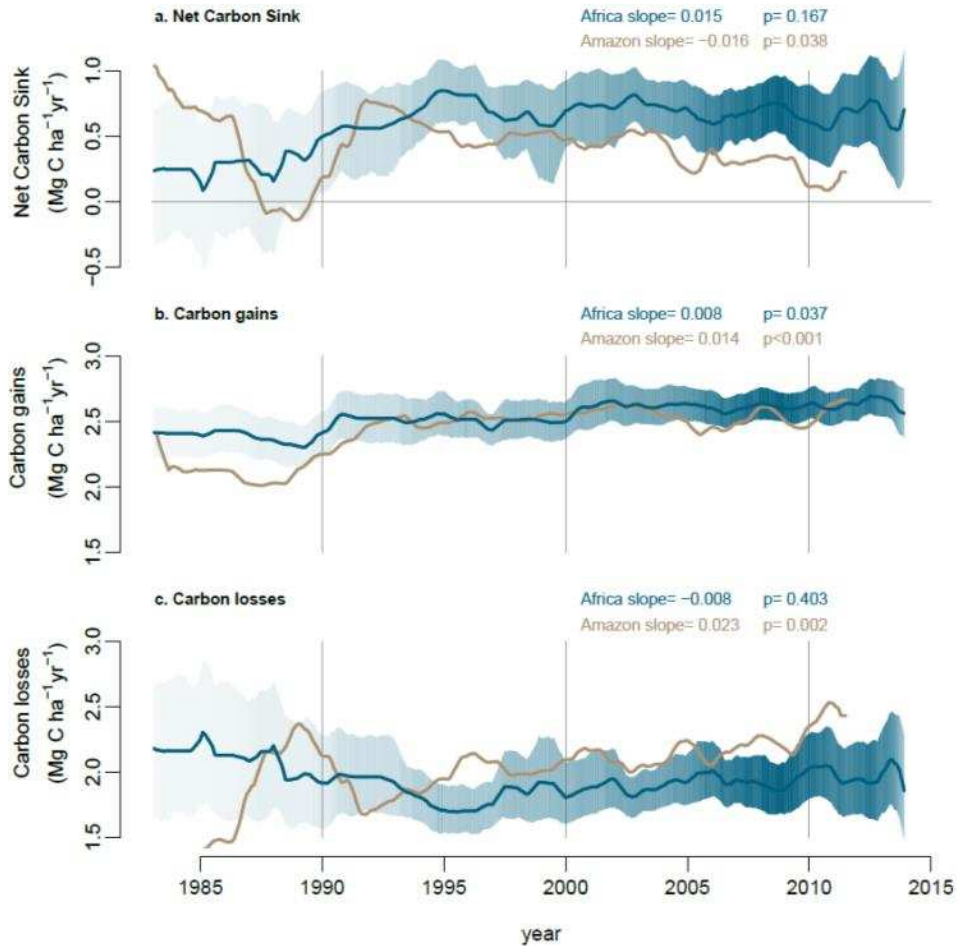 a. Net Carbon Sink
Africa slope= 0.015 p= 0.167
Amazon slope= −0.016 p= 0.038
Net Carbon Sink
(Mg C ha⁻¹yr⁻¹)
1.0
0.5
0.0
−0.5
b. Carbon gains
Africa slope= 0.008 p= 0.037
Amazon slope= 0.014 p<0.001
Carbon gains
(Mg C ha⁻¹yr⁻¹)
3.0
2.5
2.0
1.5
c. Carbon losses
Africa slope= −0.008 p= 0.403
Amazon slope= 0.023 p= 0.002
Carbon losses
(Mg C ha⁻¹yr⁻¹)
3.0
2.5
2.0
1.5
1985 1990 1995 2000 2005 2010 2015
year